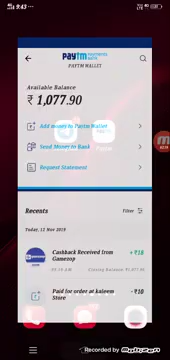 9:43
paytm payments bank
PAYTM WALLET
Available Balance
₹ 1,077.90
Add money to Paytm Wallet
Send Money to Bank
Request Statement
Recents
Filter
Today, 12 Nov 2019
Cashback Received from Gamezop
+₹10
Closing Balance ₹1,077.90
Paid for order at Kaleem Store
-₹10
Recorded by